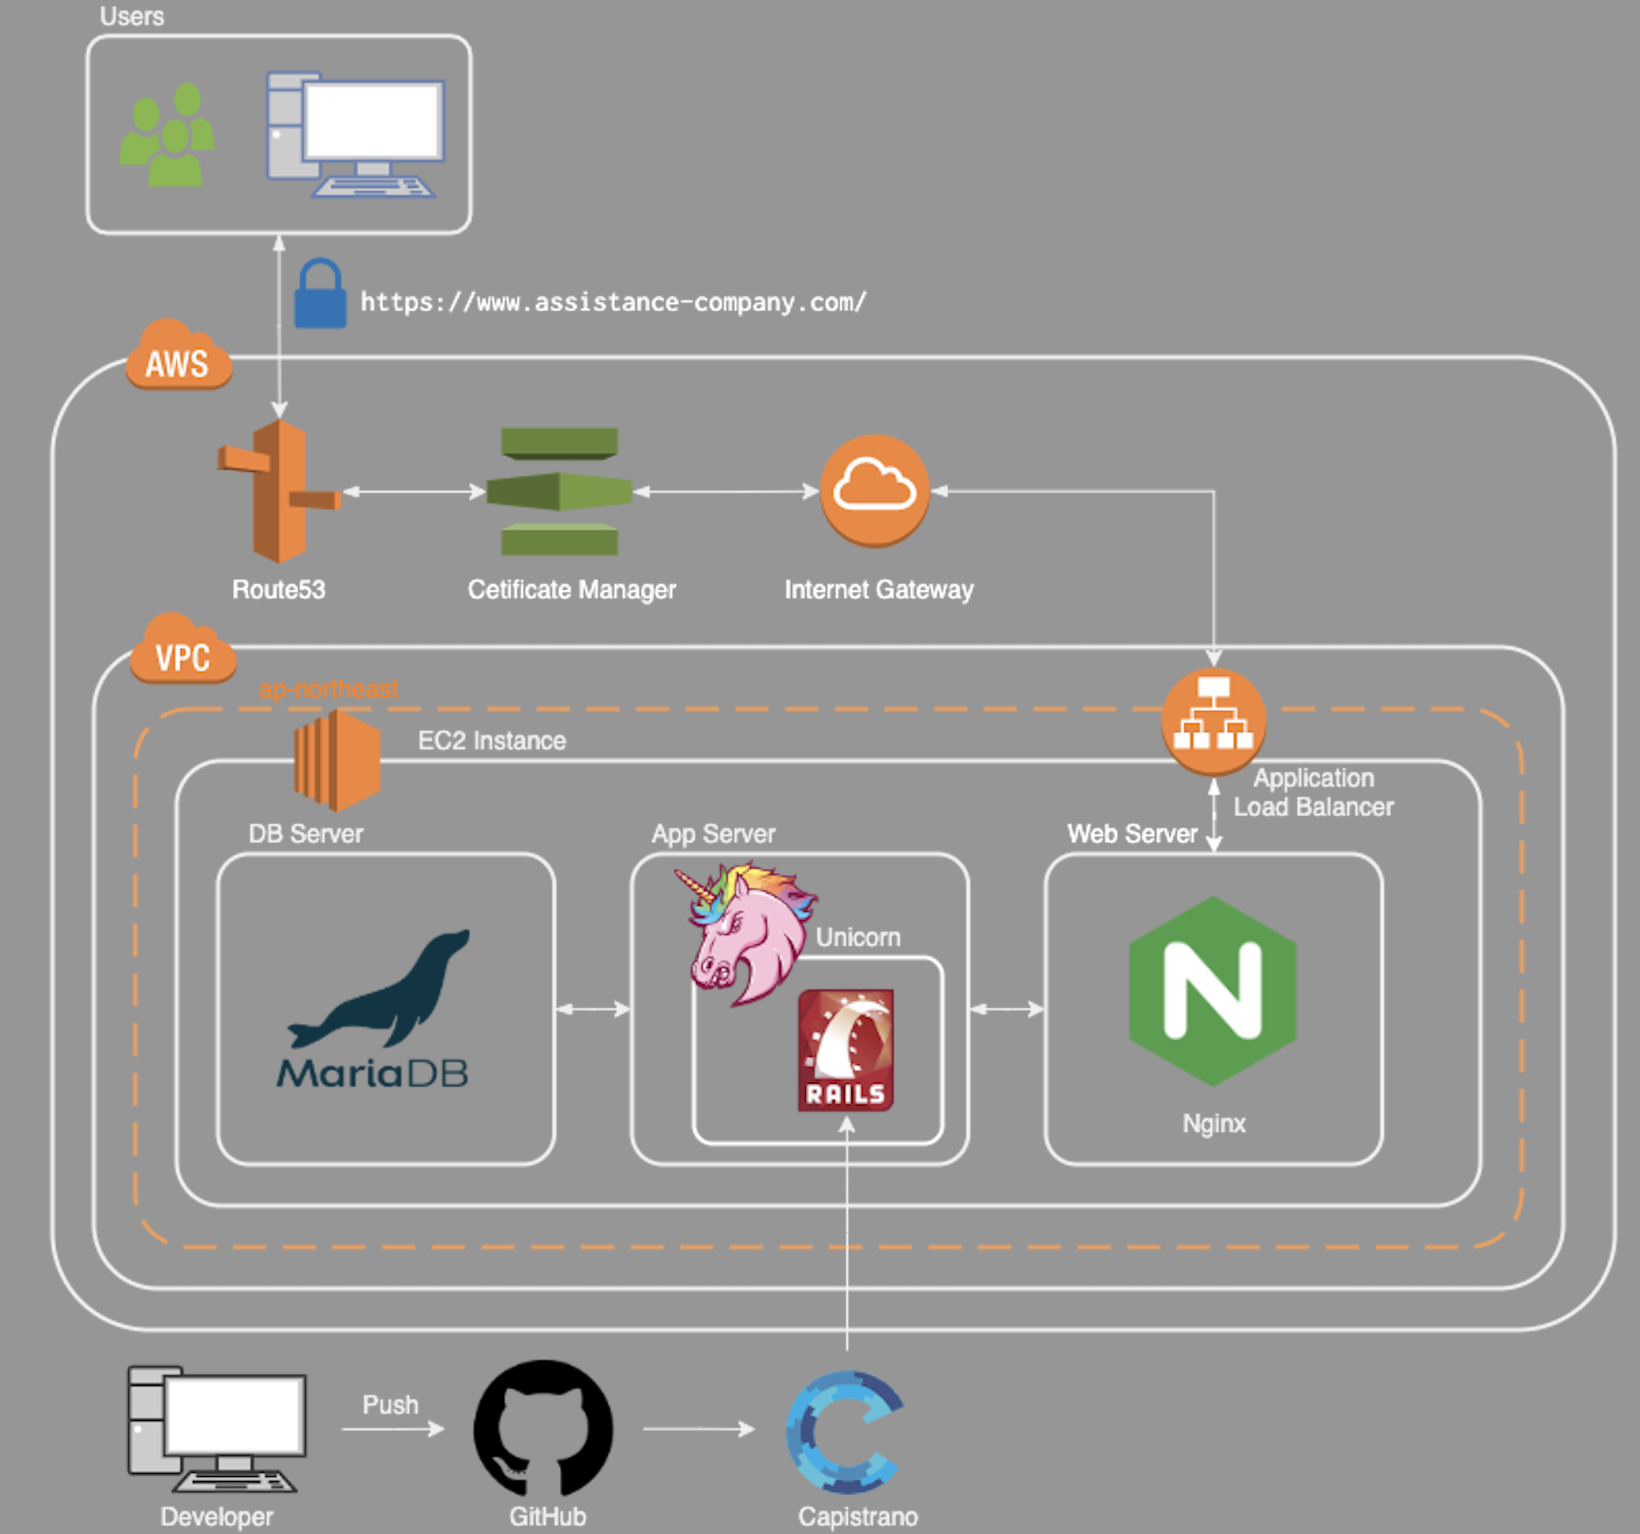 Users
https://www.assistance-company.com/
AWS
Route53
Cetificate Manager
Internet Gateway
VPC
ap-northeast
EC2 Instance
Application
Load Balancer
DB Server
App Server
Web Server
Unicorn
MariaDB
RAILS
Nginx
Push
Developer
GitHub
Capistrano